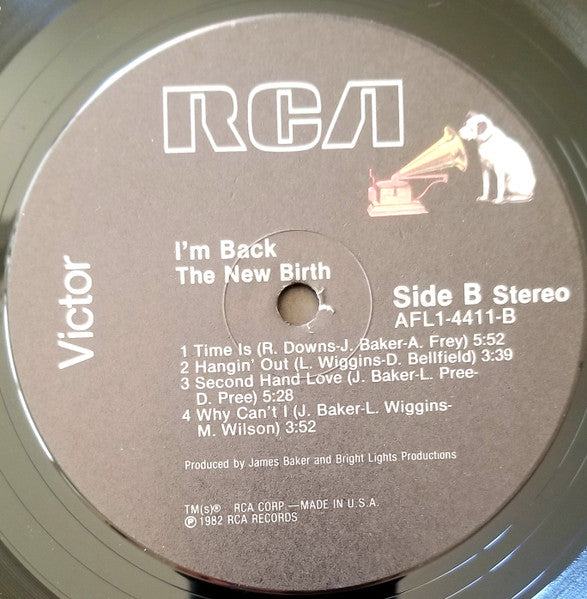 RCA
Victor
I'm Back
The New Birth
Side B Stereo
AFL1-4411-B
1 Time Is (R. Downs-J. Baker-A. Frey) 5:52
2 Hangin' Out (L. Wiggins-D. Bellfield) 3:39
3 Second Hand Love (J. Baker-L. Pree-
D. Pree) 5:28
4 Why Can't I (J. Baker-L. Wiggins-
M. Wilson) 3:52
Produced by James Baker and Bright Lights Productions
TM(s)® RCA CORP.—MADE IN U.S.A.
℗1982 RCA RECORDS